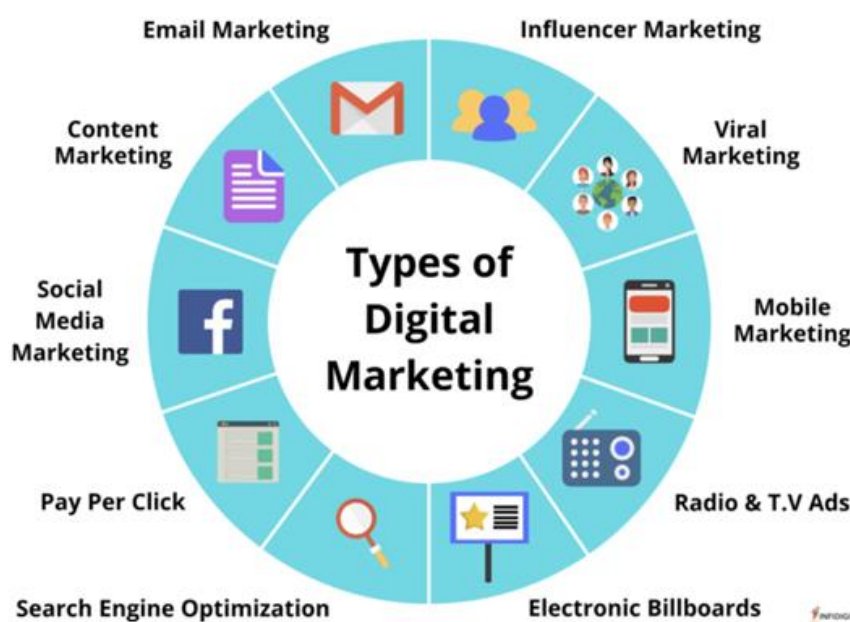 Email Marketing
Influencer Marketing
Content
Marketing
Viral
Marketing
Types of
Digital
Marketing
Social
Media
Marketing
Mobile
Marketing
Pay Per Click
Radio & T.V Ads
Search Engine Optimization
Electronic Billboards